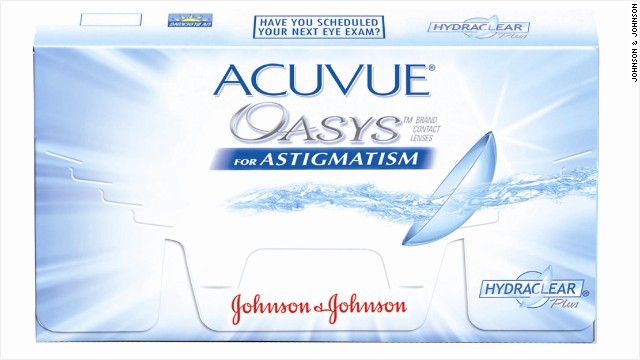 HAVE YOU SCHEDULED
YOUR NEXT EYE EXAM?
HYDRACLEAR®
Plus
ACUVUE®
OASYS™ BRAND
CONTACT
LENSES
FOR ASTIGMATISM
HYDRACLEAR®
Plus
Johnson & Johnson
JOHNSON & JOHNSON